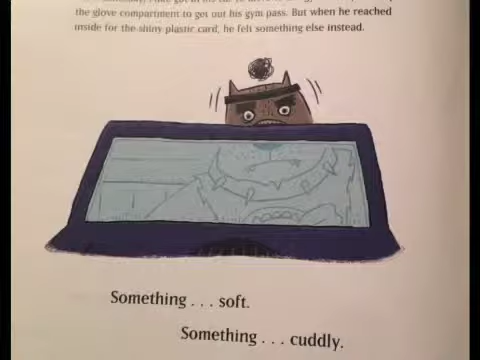 the glove compartment to get out his gym pass. But when he reached
inside for the shiny plastic card, he felt something else instead.
Something . . . soft.
Something . . . cuddly.